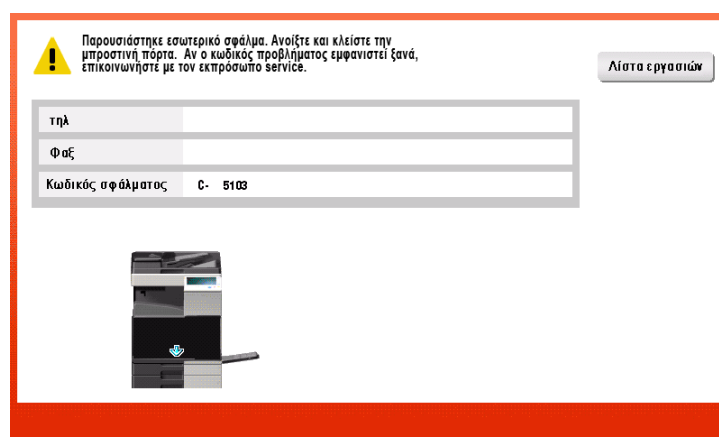 Παρουσιάστηκε εσωτερικό σφάλμα. Ανοίξτε και κλείστε την
μπροστινή πόρτα. Αν ο κωδικός προβλήματος εμφανιστεί ξανά,
επικοινωνήστε με τον εκπρόσωπο service.
Λίστα εργασιών
τηλ
Φαξ
Κωδικός σφάλματος C- 5103